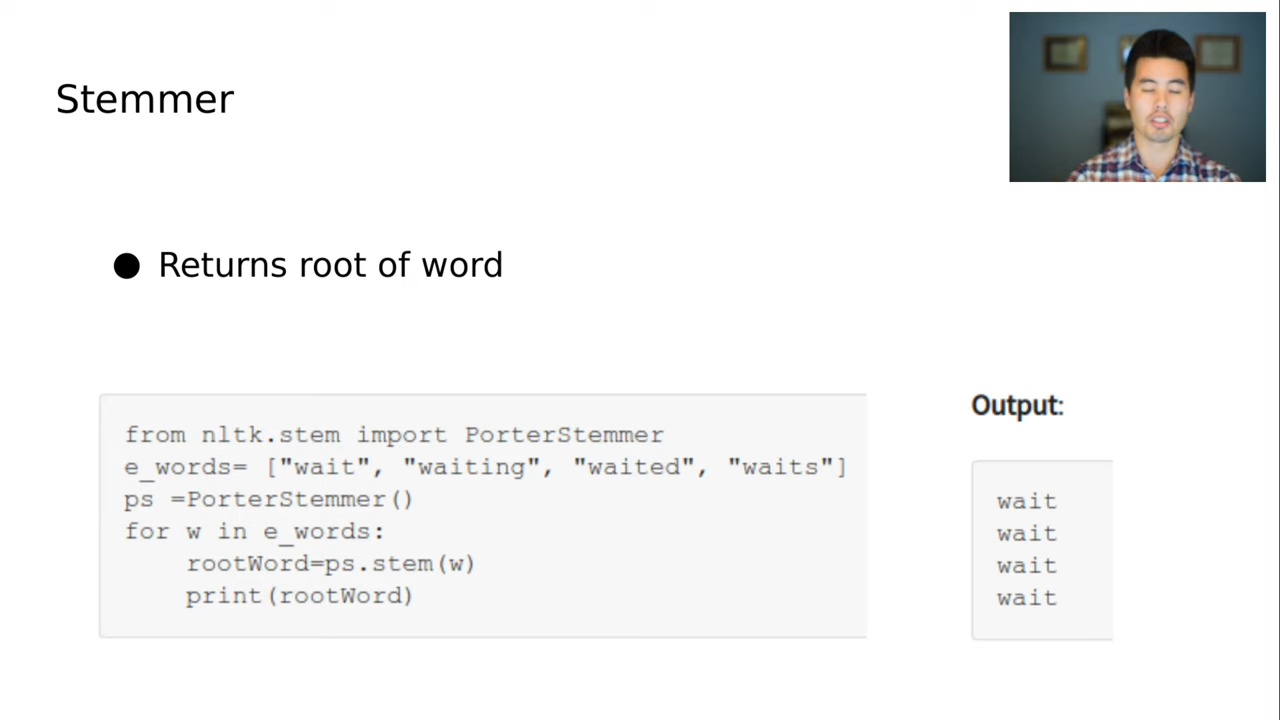 Stemmer
● Returns root of word
from nltk.stem import PorterStemmer
e_words= ["wait", "waiting", "waited", "waits"]
ps =PorterStemmer()
for w in e_words:
    rootWord=ps.stem(w)
    print(rootWord)
Output:
wait
wait
wait
wait